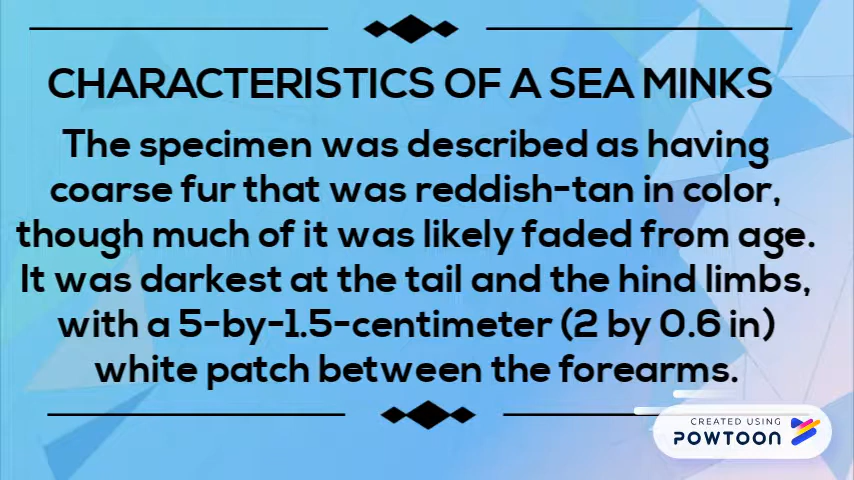 CHARACTERISTICS OF A SEA MINKS
The specimen was described as having
coarse fur that was reddish-tan in color,
though much of it was likely faded from age.
It was darkest at the tail and the hind limbs,
with a 5-by-1.5-centimeter (2 by 0.6 in)
white patch between the forearms.
CREATED USING
POWTOON